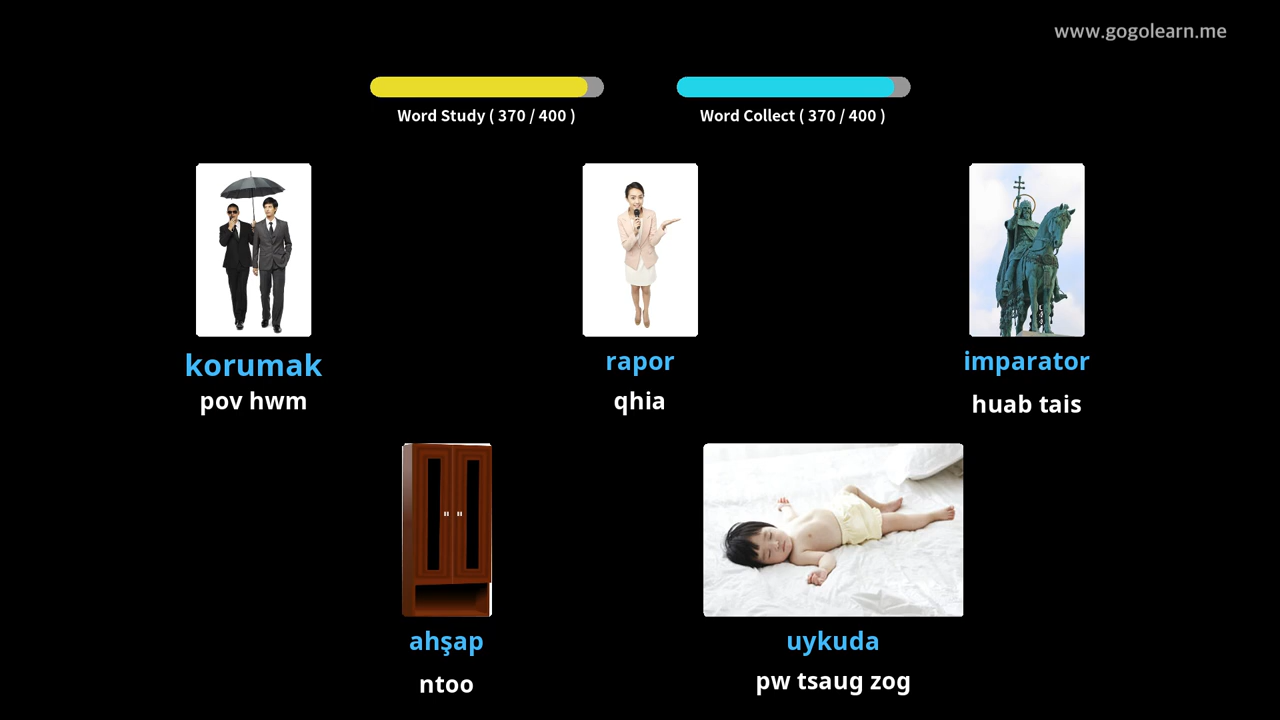 www.gogolearn.me
Word Study ( 370 / 400 )
Word Collect ( 370 / 400 )
korumak
pov hwm
rapor
qhia
imparator
huab tais
ahşap
ntoo
uykuda
pw tsaug zog